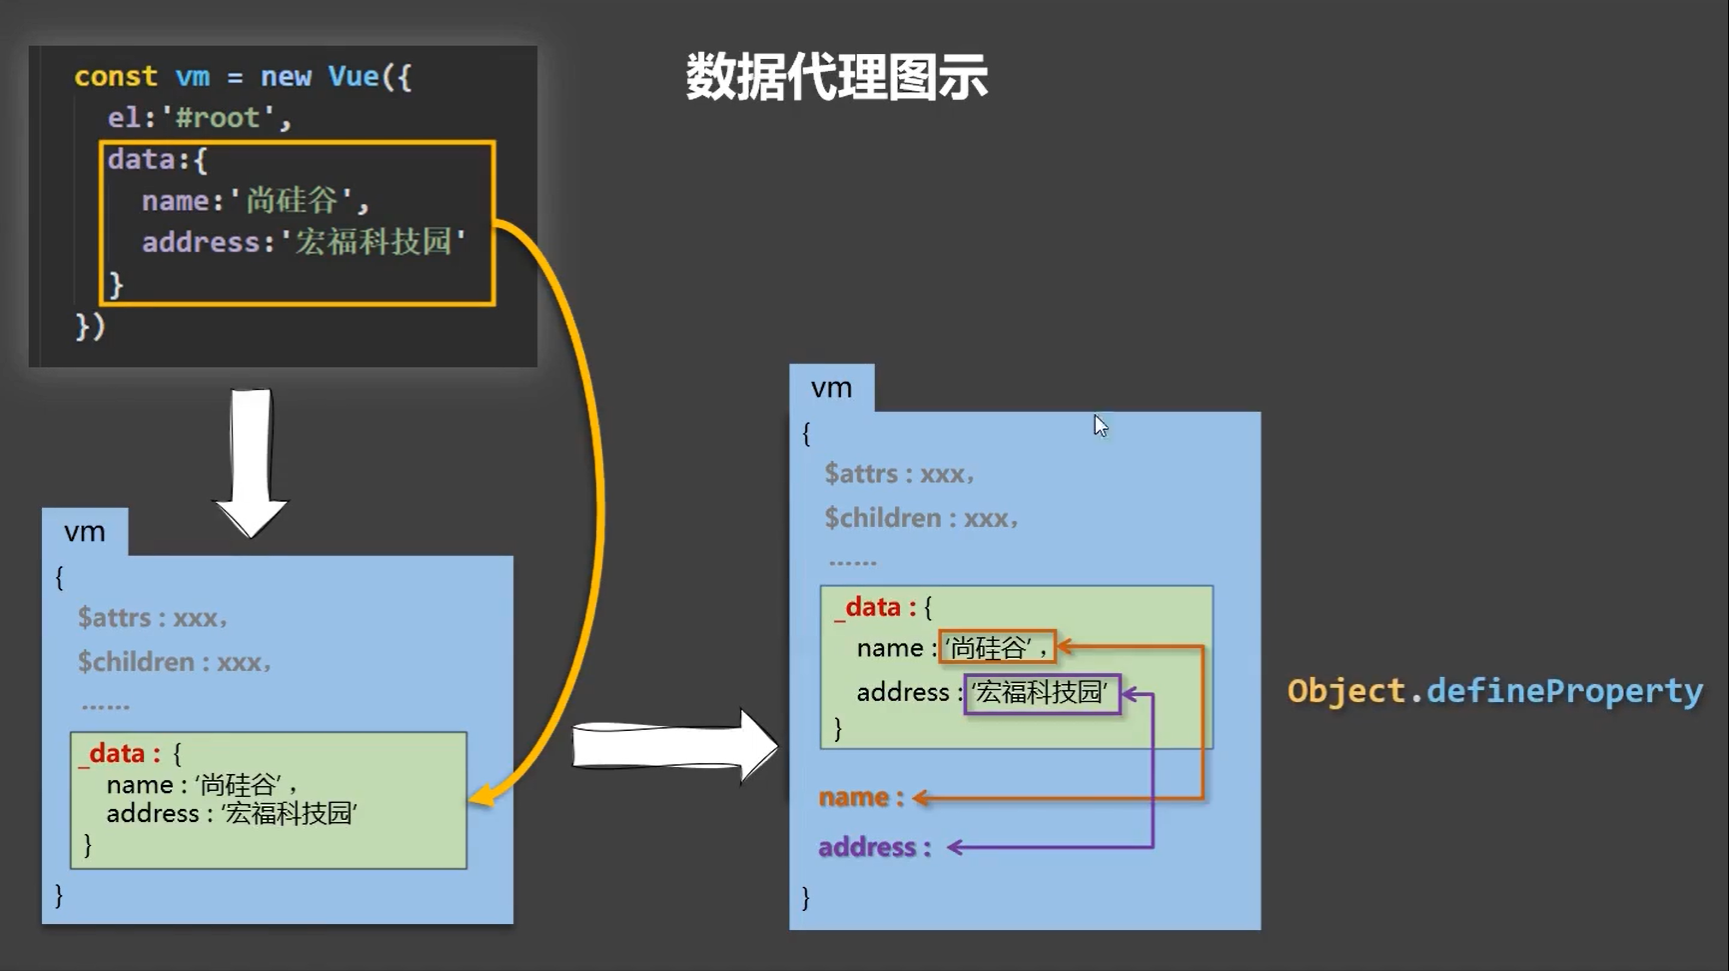 数据代理图示
const vm = new Vue({
el:'#root',
data:{
name:'尚硅谷',
address:'宏福科技园'
}
})
vm
{
$attrs : xxx，
$children : xxx，
......
_data : {
name : ‘尚硅谷’，
address : ‘宏福科技园’
}
}
vm
{
$attrs : xxx，
$children : xxx，
......
_data : {
name : ‘尚硅谷’，
address : ‘宏福科技园’
}
name :
address :
}
Object.defineProperty